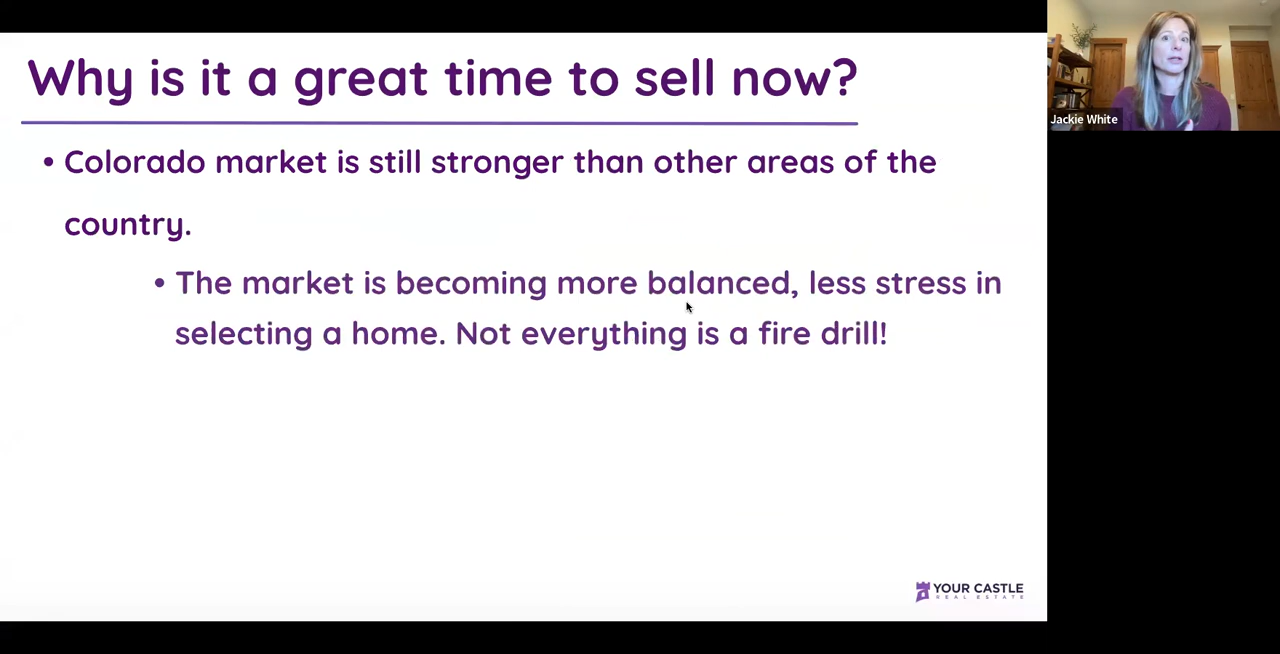 Why is it a great time to sell now?
• Colorado market is still stronger than other areas of the
country.
• The market is becoming more balanced, less stress in
selecting a home. Not everything is a fire drill!
YOUR CASTLE
REAL ESTATE
Jackie White